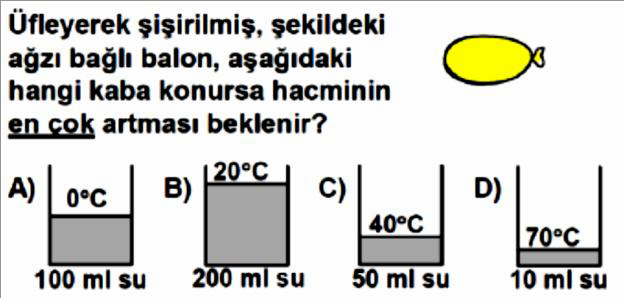 Üfleyerek şişirilmiş, şekildeki
ağzı bağlı balon, aşağıdaki
hangi kaba konursa hacminin
en çok artması beklenir?
A) 0°C B) 20°C C) 40°C D) 70°C
100 ml su 200 ml su 50 ml su 10 ml su